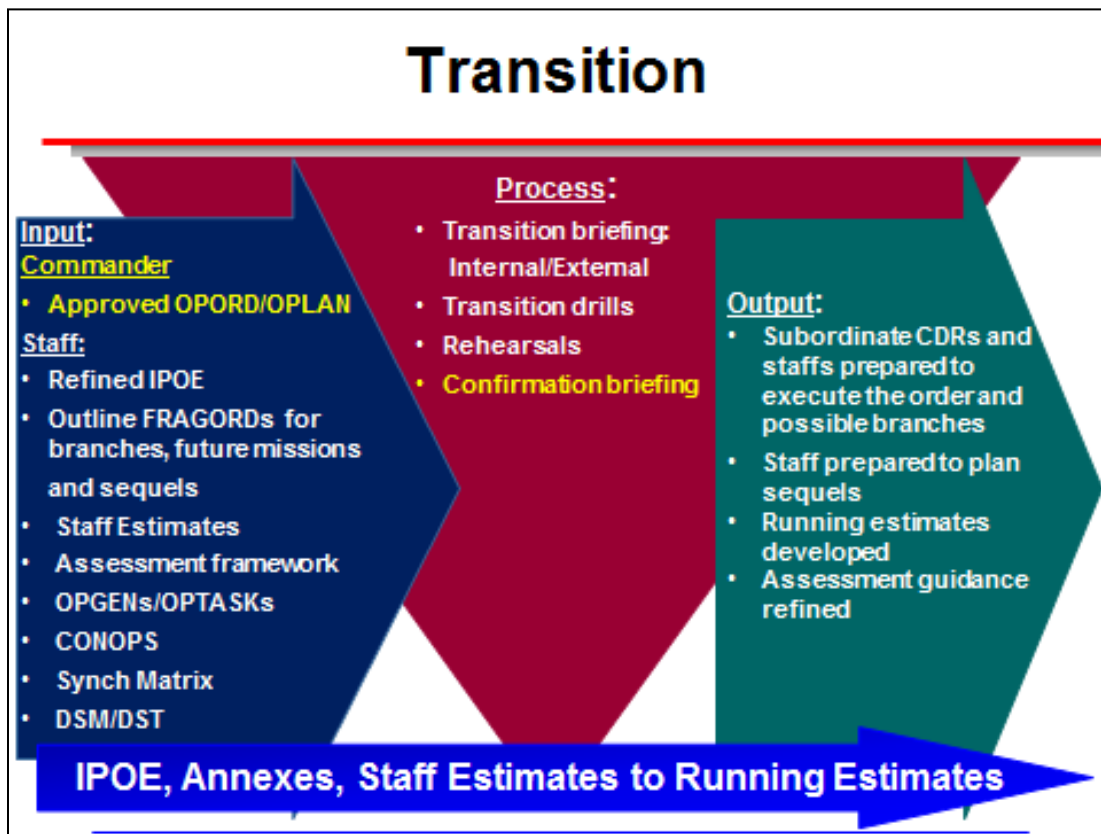 Transition
Input:
Commander
• Approved OPORD/OPLAN
Staff:
• Refined IPOE
• Outline FRAGORDs for
branches, future missions
and sequels
• Staff Estimates
• Assessment framework
• OPGENs/OPTASKs
• CONOPS
• Synch Matrix
• DSM/DST
Process:
• Transition briefing:
Internal/External
• Transition drills
• Rehearsals
• Confirmation briefing
Output:
• Subordinate CDRs and
staffs prepared to
execute the order and
possible branches
• Staff prepared to plan
sequels
• Running estimates
developed
• Assessment guidance
refined
IPOE, Annexes, Staff Estimates to Running Estimates